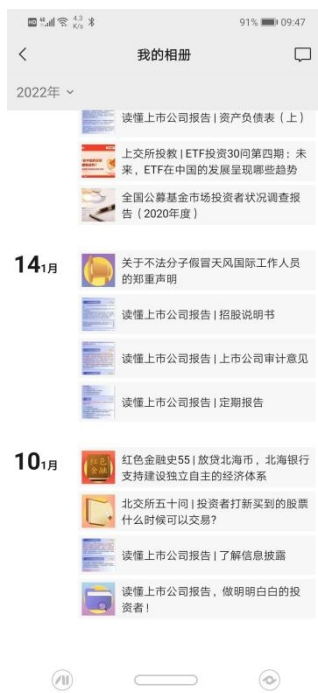 HD 4G 4.3 K/s 91% 09:47
我的相册
2022年
读懂上市公司报告 | 资产负债表（上）
上交所投教 | ETF投资30问第四期：未
来，ETF在中国的发展呈现哪些趋势
全国公募基金市场投资者状况调查报
告（2020年度）
14 1月
关于不法分子假冒天风国际工作人员
的郑重声明
读懂上市公司报告 | 招股说明书
读懂上市公司报告 | 上市公司审计意见
读懂上市公司报告 | 定期报告
10 1月
红色
金融
红色金融史55 | 放贷北海币，北海银行
支持建设独立自主的经济体系
北交所五十问 | 投资者打新买到的股票
什么时候可以交易?
读懂上市公司报告 | 了解信息披露
读懂上市公司报告，做明明白白的投
资者！